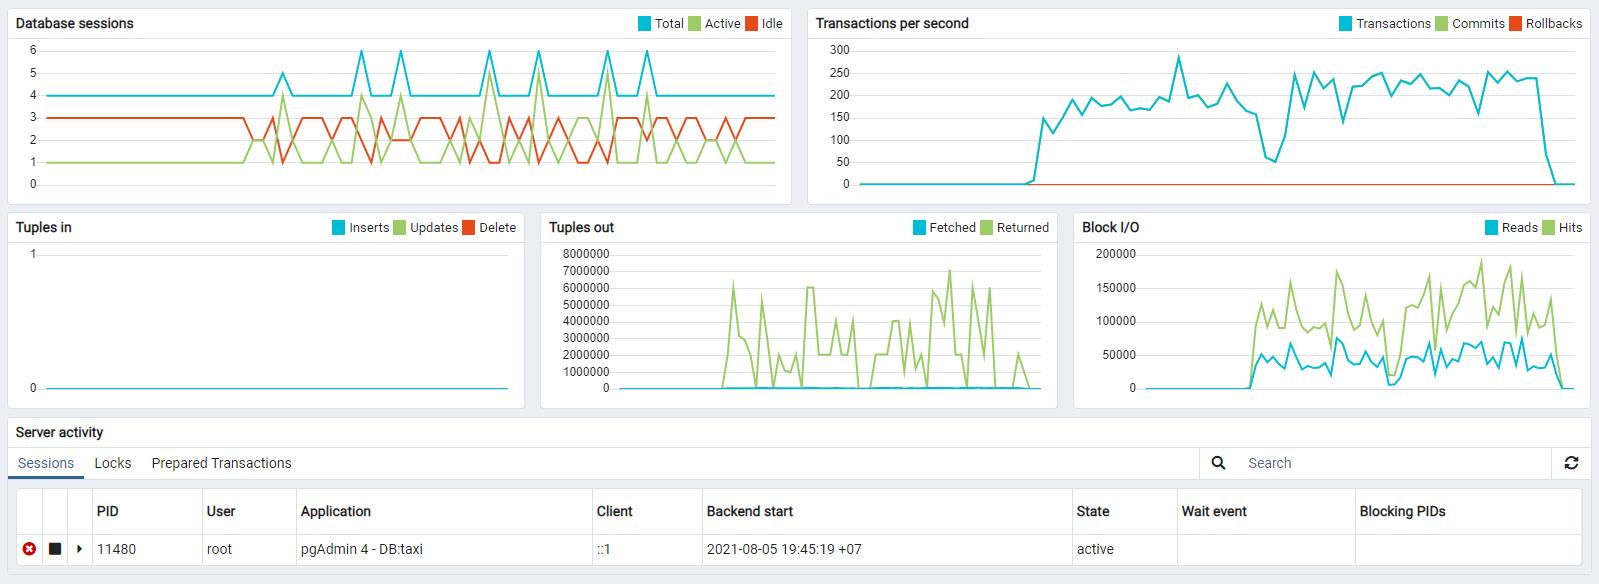 Database sessions
Total Active Idle
6
5
4
3
2
1
0
Transactions per second
Transactions Commits Rollbacks
300
250
200
150
100
50
0
Tuples in
Inserts Updates Delete
1
0
Tuples out
Fetched Returned
8000000
7000000
6000000
5000000
4000000
3000000
2000000
1000000
0
Block I/O
Reads Hits
200000
150000
100000
50000
0
Server activity
Sessions Locks Prepared Transactions Search
PID User Application Client Backend start State Wait event Blocking PIDs
11480 root pgAdmin 4 - DB:taxi ::1 2021-08-05 19:45:19 +07 active